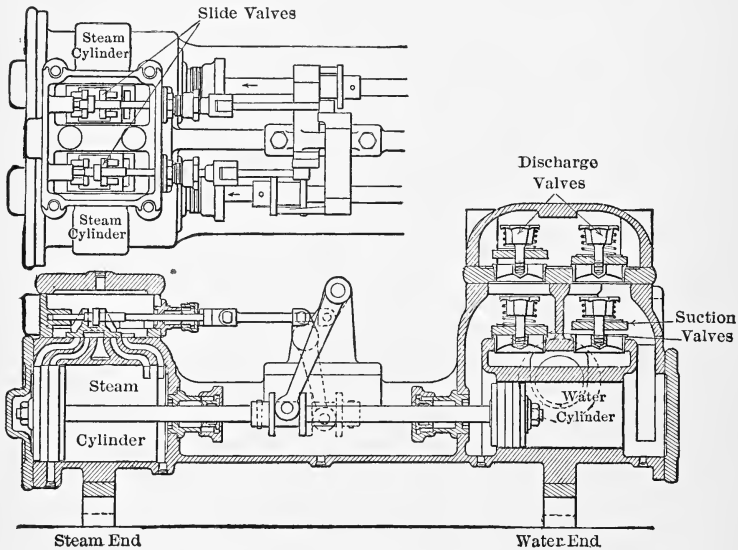 Slide Valves
Steam
Cylinder
Steam
Cylinder
Discharge
Valves
Suction
Valves
Steam
Cylinder
Water
Cylinder
Steam End
Water End